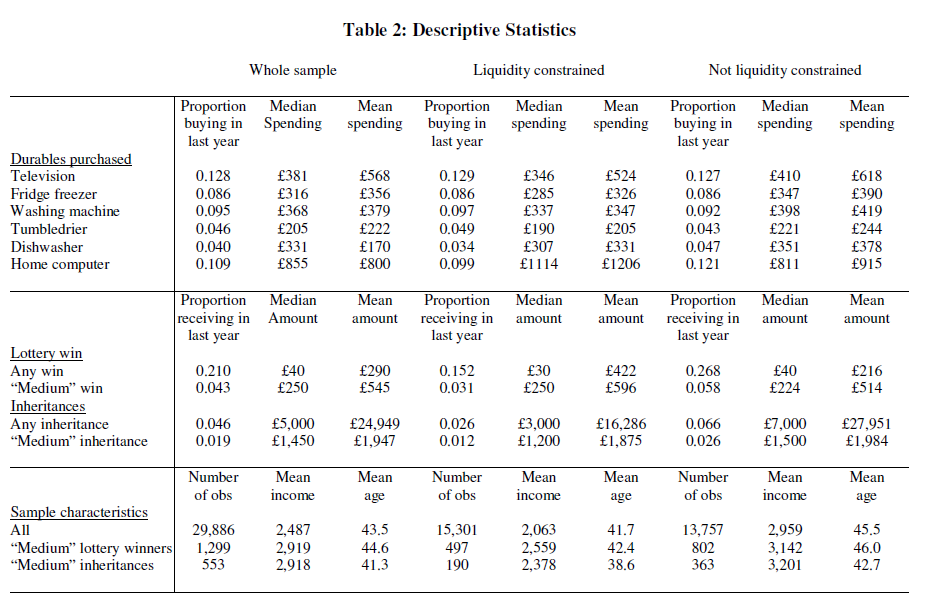 Table 2: Descriptive Statistics
Whole sample Liquidity constrained Not liquidity constrained
Proportion Median Mean Proportion Median Mean Proportion Median Mean
buying in Spending spending buying in spending spending buying in spending spending
last year last year last year
Durables purchased
Television 0.128 £381 £568 0.129 £346 £524 0.127 £410 £618
Fridge freezer 0.086 £316 £356 0.086 £285 £326 0.086 £347 £390
Washing machine 0.095 £368 £379 0.097 £337 £347 0.092 £398 £419
Tumbledrier 0.046 £205 £222 0.049 £190 £205 0.043 £221 £244
Dishwasher 0.040 £331 £170 0.034 £307 £331 0.047 £351 £378
Home computer 0.109 £855 £800 0.099 £1114 £1206 0.121 £811 £915
Proportion Median Mean Proportion Median Mean Proportion Median Mean
receiving in Amount amount receiving in amount amount receiving in amount amount
last year last year last year
Lottery win
Any win 0.210 £40 £290 0.152 £30 £422 0.268 £40 £216
“Medium” win 0.043 £250 £545 0.031 £250 £596 0.058 £224 £514
Inheritances
Any inheritance 0.046 £5,000 £24,949 0.026 £3,000 £16,286 0.066 £7,000 £27,951
“Medium” inheritance 0.019 £1,450 £1,947 0.012 £1,200 £1,875 0.026 £1,500 £1,984
Number Mean Mean Number Mean Mean Number Mean Mean
of obs income age of obs income age of obs income age
Sample characteristics
All 29,886 2,487 43.5 15,301 2,063 41.7 13,757 2,959 45.5
“Medium” lottery winners 1,299 2,919 44.6 497 2,559 42.4 802 3,142 46.0
“Medium” inheritances 553 2,918 41.3 190 2,378 38.6 363 3,201 42.7